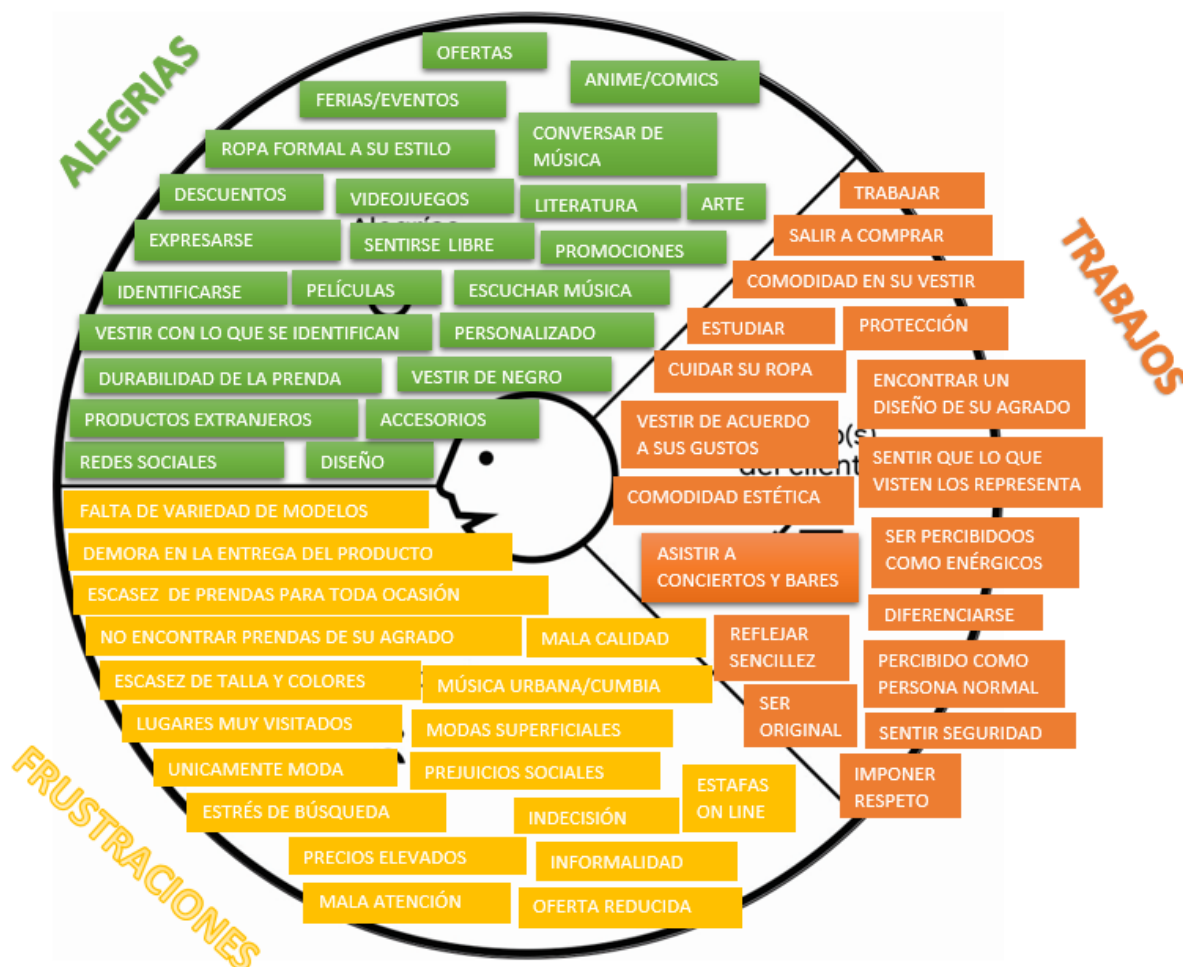 ALEGRIAS
OFERTAS
ANIME/COMICS
FERIAS/EVENTOS
ROPA FORMAL A SU ESTILO
CONVERSAR DE
MÚSICA
DESCUENTOS
VIDEOJUEGOS
LITERATURA
ARTE
EXPRESARSE
SENTIRSE LIBRE
PROMOCIONES
IDENTIFICARSE
PELÍCULAS
ESCUCHAR MÚSICA
VESTIR CON LO QUE SE IDENTIFICAN
PERSONALIZADO
DURABILIDAD DE LA PRENDA
VESTIR DE NEGRO
PRODUCTOS EXTRANJEROS
ACCESORIOS
REDES SOCIALES
DISEÑO
TRABAJOS
TRABAJAR
SALIR A COMPRAR
COMODIDAD EN SU VESTIR
ESTUDIAR
PROTECCIÓN
CUIDAR SU ROPA
ENCONTRAR UN
DISEÑO DE SU AGRADO
VESTIR DE ACUERDO
A SUS GUSTOS
SENTIR QUE LO QUE
VISTEN LOS REPRESENTA
COMODIDAD ESTÉTICA
SER PERCIBIDOOS
COMO ENÉRGICOS
ASISTIR A
CONCIERTOS Y BARES
DIFERENCIARSE
REFLEJAR
SENCILLEZ
PERCIBIDO COMO
PERSONA NORMAL
SER
ORIGINAL
SENTIR SEGURIDAD
IMPONER
RESPETO
FRUSTRACIONES
FALTA DE VARIEDAD DE MODELOS
DEMORA EN LA ENTREGA DEL PRODUCTO
ESCASEZ DE PRENDAS PARA TODA OCASIÓN
NO ENCONTRAR PRENDAS DE SU AGRADO
MALA CALIDAD
ESCASEZ DE TALLA Y COLORES
MÚSICA URBANA/CUMBIA
LUGARES MUY VISITADOS
MODAS SUPERFICIALES
UNICAMENTE MODA
PREJUICIOS SOCIALES
ESTAFAS
ON LINE
ESTRÉS DE BÚSQUEDA
INDECISIÓN
PRECIOS ELEVADOS
INFORMALIDAD
MALA ATENCIÓN
OFERTA REDUCIDA